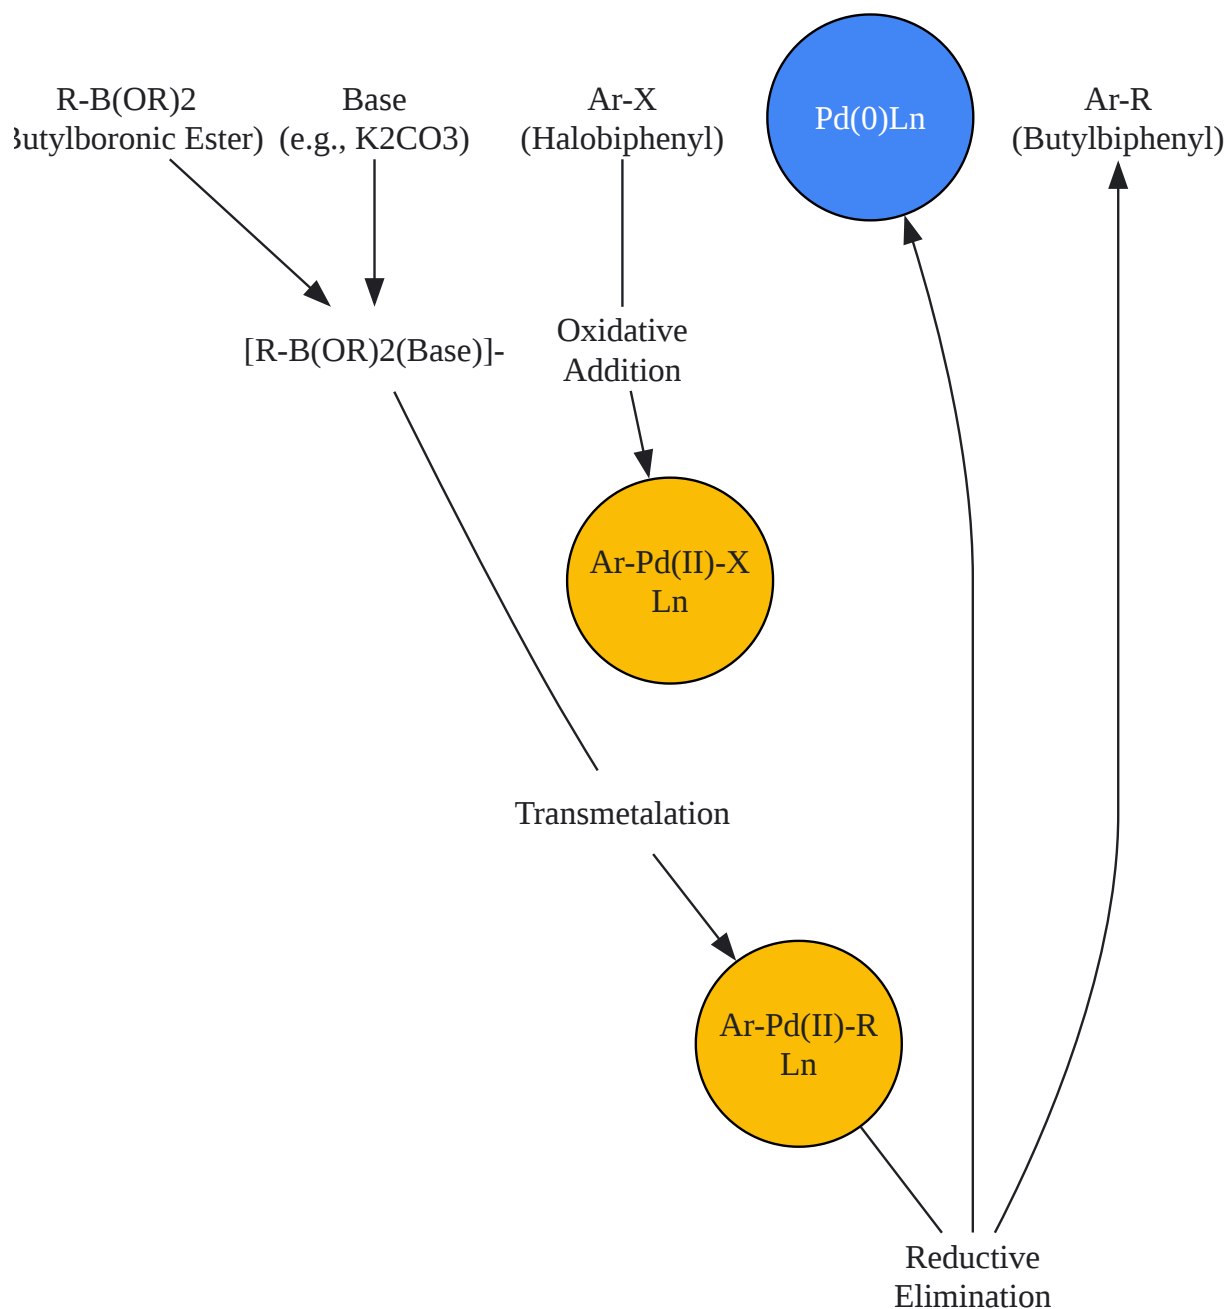 R-B(OR)2
Butylboronic Ester)
Base
(e.g., K2CO3)
Ar-X
(Halobiphenyl)
Pd(0)Ln
Ar-R
(Butylbiphenyl)
[R-B(OR)2(Base)]-
Oxidative
Addition
Ar-Pd(II)-X
Ln
Transmetalation
Ar-Pd(II)-R
Ln
Reductive
Elimination